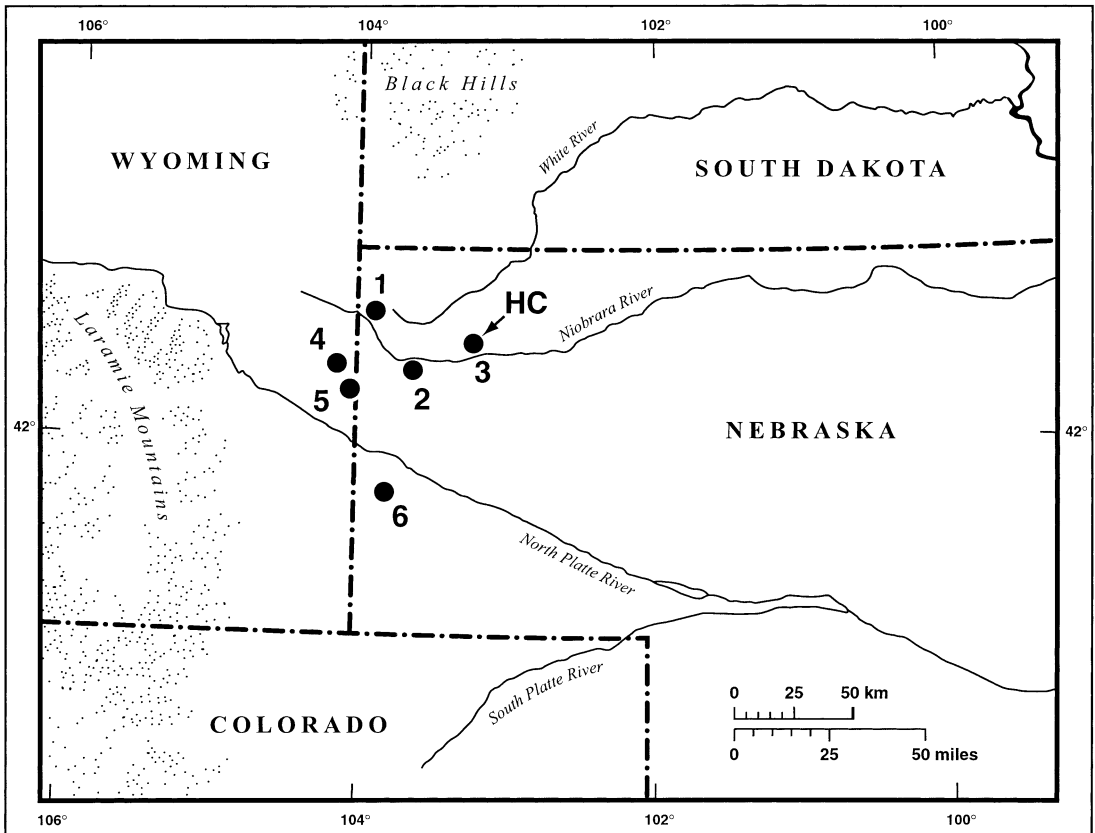 106° 104° 102° 100°
Black Hills
WYOMING
White River
SOUTH DAKOTA
1
HC
Niobrara River
4
3
5
2
Laramie Mountains
42° 42°
NEBRASKA
6
North Platte River
South Platte River
0 25 50 km
COLORADO
0 25 50 miles
106° 104° 102° 100°